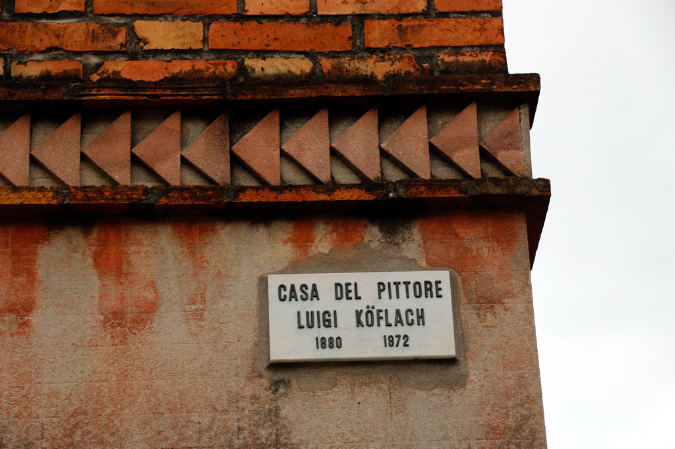 CASA DEL PITTORE
LUIGI KÖFLACH
1880 1972